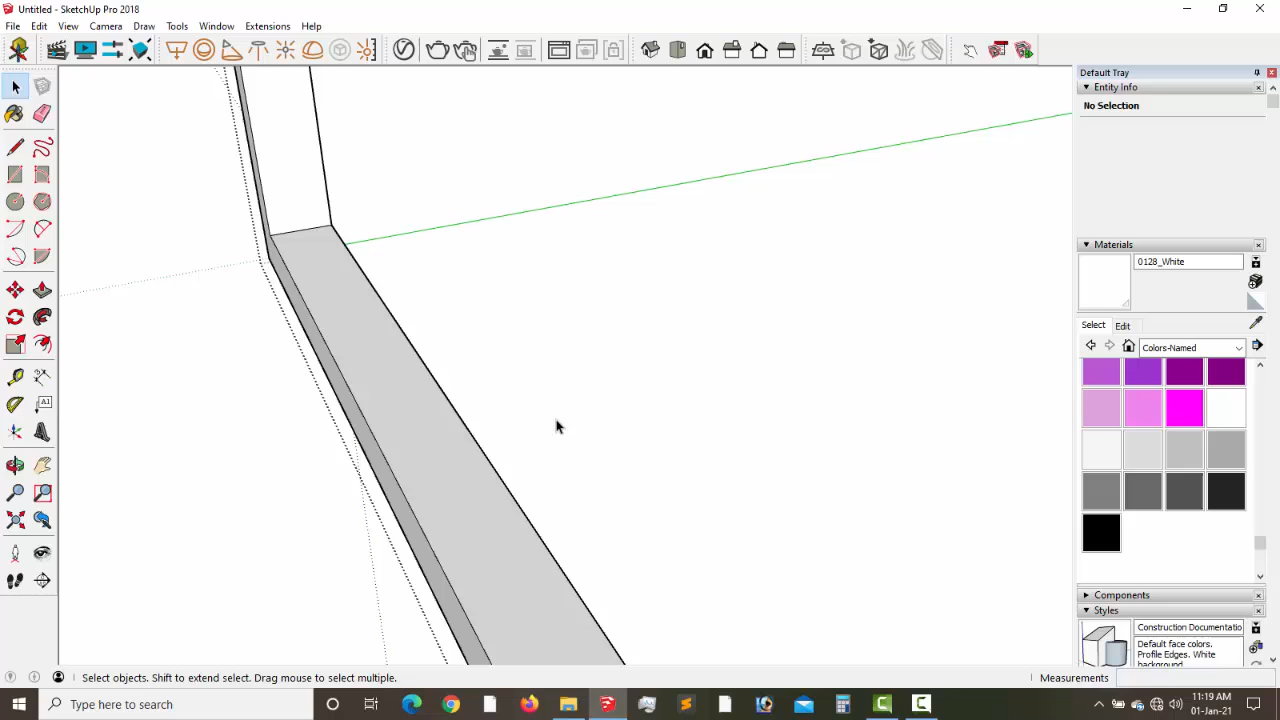 Untitled - SketchUp Pro 2018
File Edit View Camera Draw Tools Window Extensions Help
Default Tray
Entity Info
No Selection
Materials
0128_White
Select Edit
Colors-Named
A1
Components
Styles
Construction Documentatio
Default face colors.
Profile Edges. White
background.
Select objects. Shift to extend select. Drag mouse to select multiple.
Measurements
Type here to search
11:19 AM
01-Jan-21